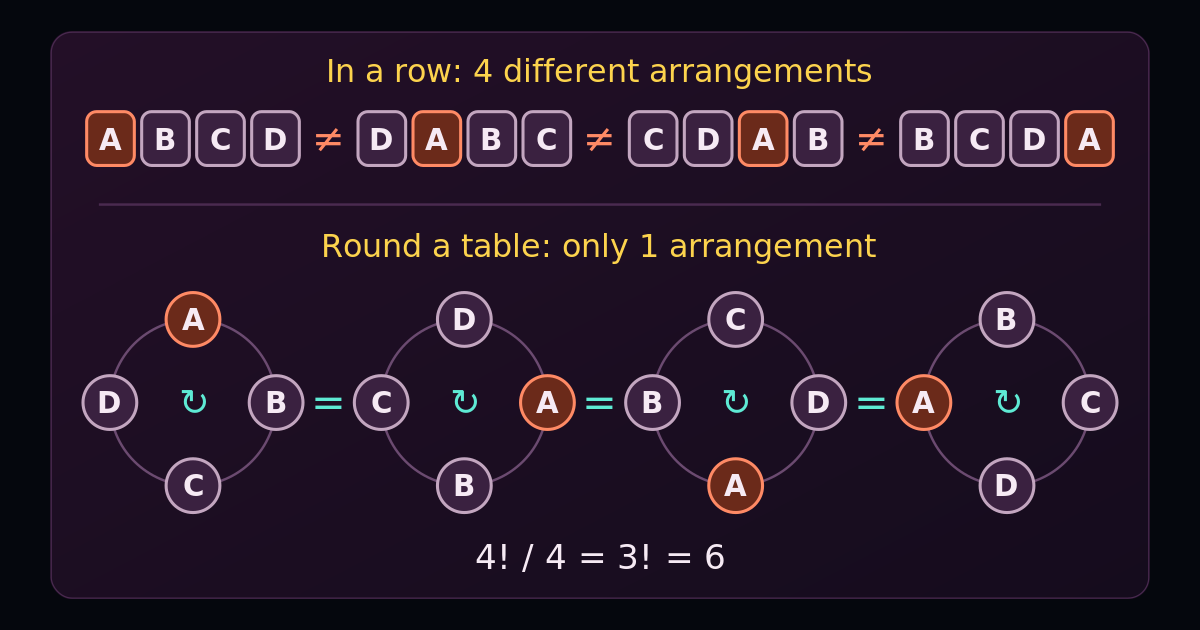 In a row: 4 different arrangements
A B C D ≠ D A B C ≠ C D A B ≠ B C D A
Round a table: only 1 arrangement
A D C B
D ↻ B = C ↻ A = B ↻ D = A ↻ C
C B A D
4! / 4 = 3! = 6